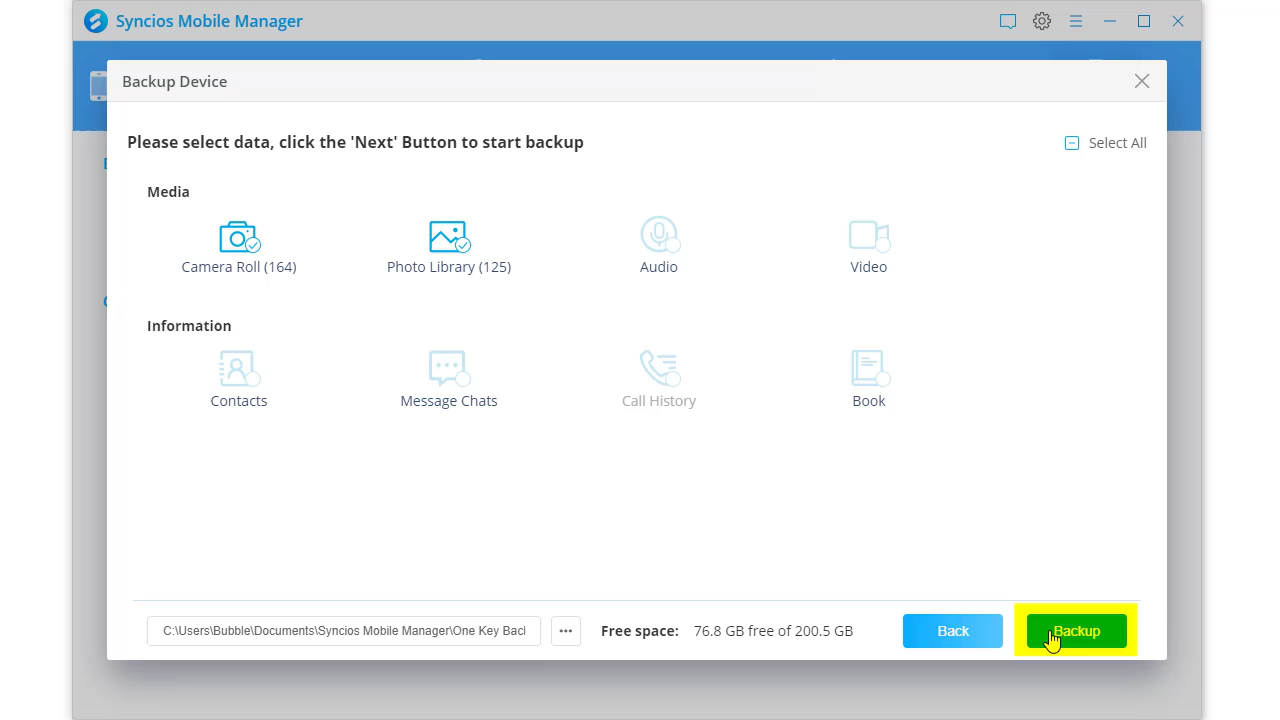 Syncios Mobile Manager
Backup Device
Please select data, click the 'Next' Button to start backup
Select All
Media
Camera Roll (164)
Photo Library (125)
Audio
Video
Information
Contacts
Message Chats
Call History
Book
C:\Users\Bubble\Documents\Syncios Mobile Manager\One Key Bac
Free space:
76.8 GB free of 200.5 GB
Back
Backup